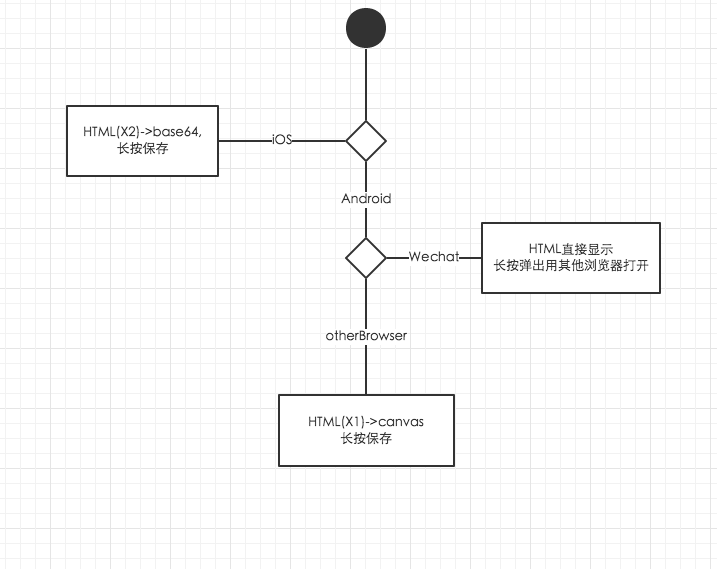 HTML(X2)->base64,
长按保存
iOS
Android
Wechat
HTML直接显示
长按弹出用其他浏览器打开
otherBrowser
HTML(X1)->canvas
长按保存